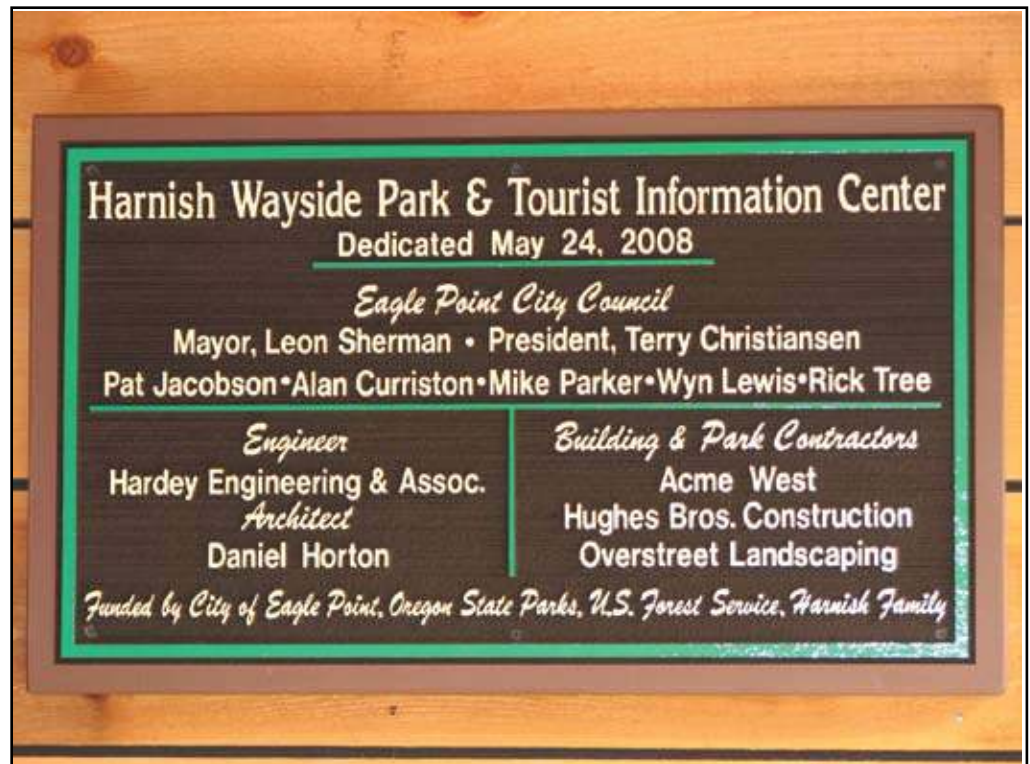 Harnish Wayside Park & Tourist Information Center
Dedicated May 24, 2008
Eagle Point City Council
Mayor, Leon Sherman • President, Terry Christiansen
Pat Jacobson•Alan Curriston•Mike Parker•Wyn Lewis•Rick Tree
Engineer
Hardey Engineering & Assoc.
Architect
Daniel Horton
Building & Park Contractors
Acme West
Hughes Bros. Construction
Overstreet Landscaping
Funded by City of Eagle Point, Oregon State Parks, U.S. Forest Service, Harnish Family